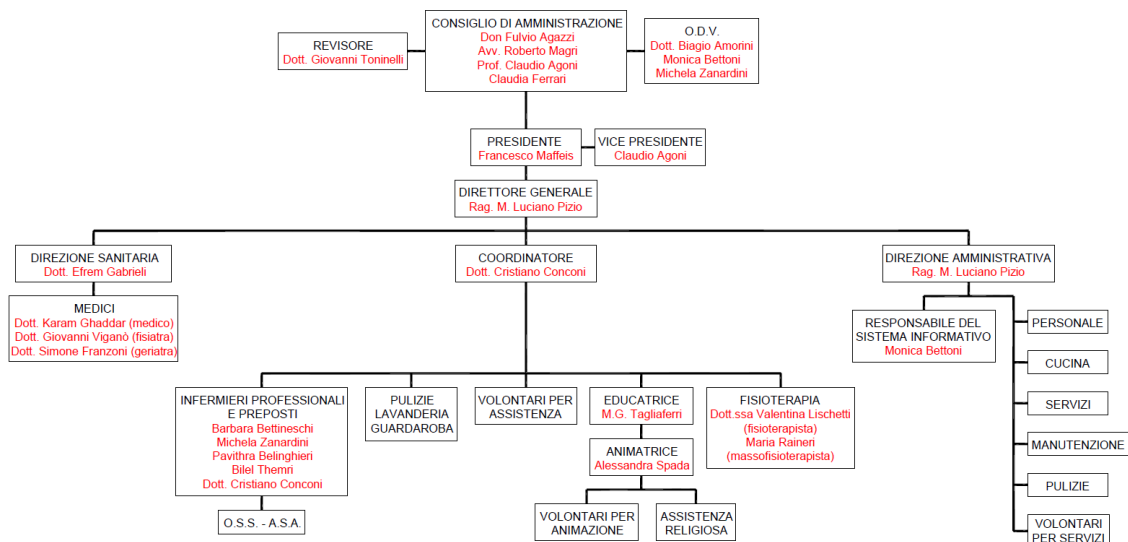 CONSIGLIO DI AMMINISTRAZIONE
Don Fulvio Agazzi
Avv. Roberto Magri
Prof. Claudio Agoni
Claudia Ferrari
REVISORE
Dott. Giovanni Toninelli
O.D.V.
Dott. Biagio Amorini
Monica Bettoni
Michela Zanardini
PRESIDENTE
Francesco Maffeis
VICE PRESIDENTE
Claudio Agoni
DIRETTORE GENERALE
Rag. M. Luciano Pizio
DIREZIONE SANITARIA
Dott. Efrem Gabrieli
COORDINATORE
Dott. Cristiano Conconi
DIREZIONE AMMINISTRATIVA
Rag. M. Luciano Pizio
MEDICI
Dott. Karam Ghaddar (medico)
Dott. Giovanni Viganò (fisiatra)
Dott. Simone Franzoni (geriatra)
RESPONSABILE DEL
SISTEMA INFORMATIVO
Monica Bettoni
PERSONALE
CUCINA
SERVIZI
MANUTENZIONE
PULIZIE
VOLONTARI
PER SERVIZI
INFERMIERI PROFESSIONALI
E PREPOSTI
Barbara Bettineschi
Michela Zanardini
Pavithra Belinghieri
Bilel Themri
Dott. Cristiano Conconi
O.S.S. - A.S.A.
PULIZIE
LAVANDERIA
GUARDAROBA
VOLONTARI PER
ASSISTENZA
EDUCATRICE
M.G. Tagliaferri
ANIMATRICE
Alessandra Spada
VOLONTARI PER
ANIMAZIONE
ASSISTENZA
RELIGIOSA
FISIOTERAPIA
Dott.ssa Valentina Lischetti
(fisioterapista)
Maria Raineri
(massofisioterapista)